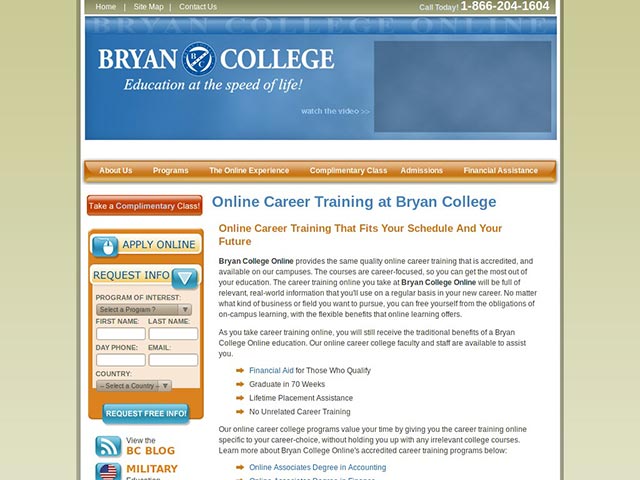 Home | Site Map | Contact Us
Call Today! 1-866-204-1604
BRYAN COLLEGE ONLINE
BRYAN BC COLLEGE
Education at the speed of life!
watch the video >>
About Us Programs The Online Experience Complimentary Class Admissions Financial Assistance
Take a Complimentary Class!
APPLY ONLINE
REQUEST INFO
PROGRAM OF INTEREST:
Select a Program ?
FIRST NAME: LAST NAME:
DAY PHONE: EMAIL:
COUNTRY:
-- Select a Country --
REQUEST FREE INFO!
View the
BC BLOG
MILITARY
Education
Online Career Training at Bryan College
Online Career Training That Fits Your Schedule And Your
Future
Bryan College Online provides the same quality online career training that is accredited, and
available on our campuses. The courses are career-focused, so you can get the most out of
your education. The career training online you take at Bryan College Online will be full of
relevant, real-world information that you'll use on a regular basis in your new career. No matter
what kind of business or field you want to pursue, you can free yourself from the obligations of
on-campus learning, with the flexible benefits that online learning offers.
As you take career training online, you will still receive the traditional benefits of a Bryan
College Online education. Our online career college faculty and staff are available to assist
you.
Financial Aid for Those Who Qualify
Graduate in 70 Weeks
Lifetime Placement Assistance
No Unrelated Career Training
Our online career college programs value your time by giving you the career training online
specific to your career-choice, without holding you up with any irrelevant college courses.
Learn more about Bryan College Online's accredited career training programs below:
Online Associates Degree in Accounting
Online Associates Degree in Finance